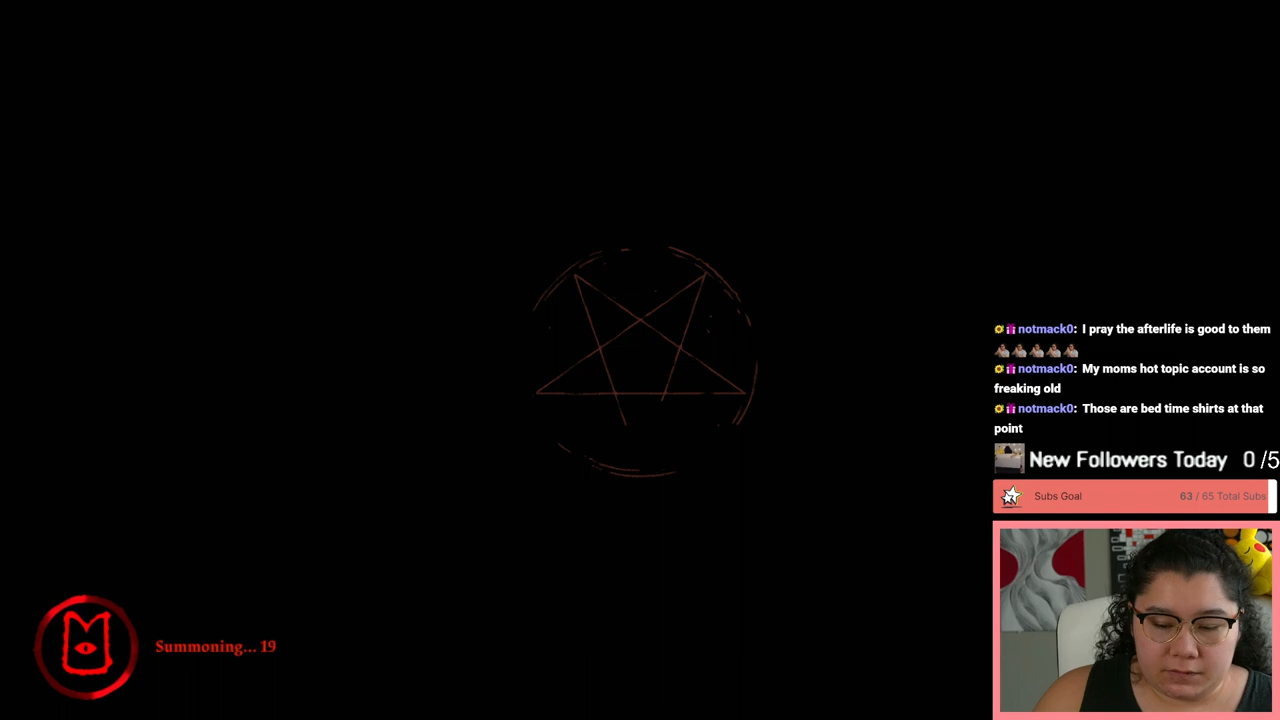 notmack0: I pray the afterlife is good to them
notmack0: My moms hot topic account is so
freaking old
notmack0: Those are bed time shirts at that
point
New Followers Today 0 /5
Subs Goal 63 / 65 Total Subs
Summoning... 19